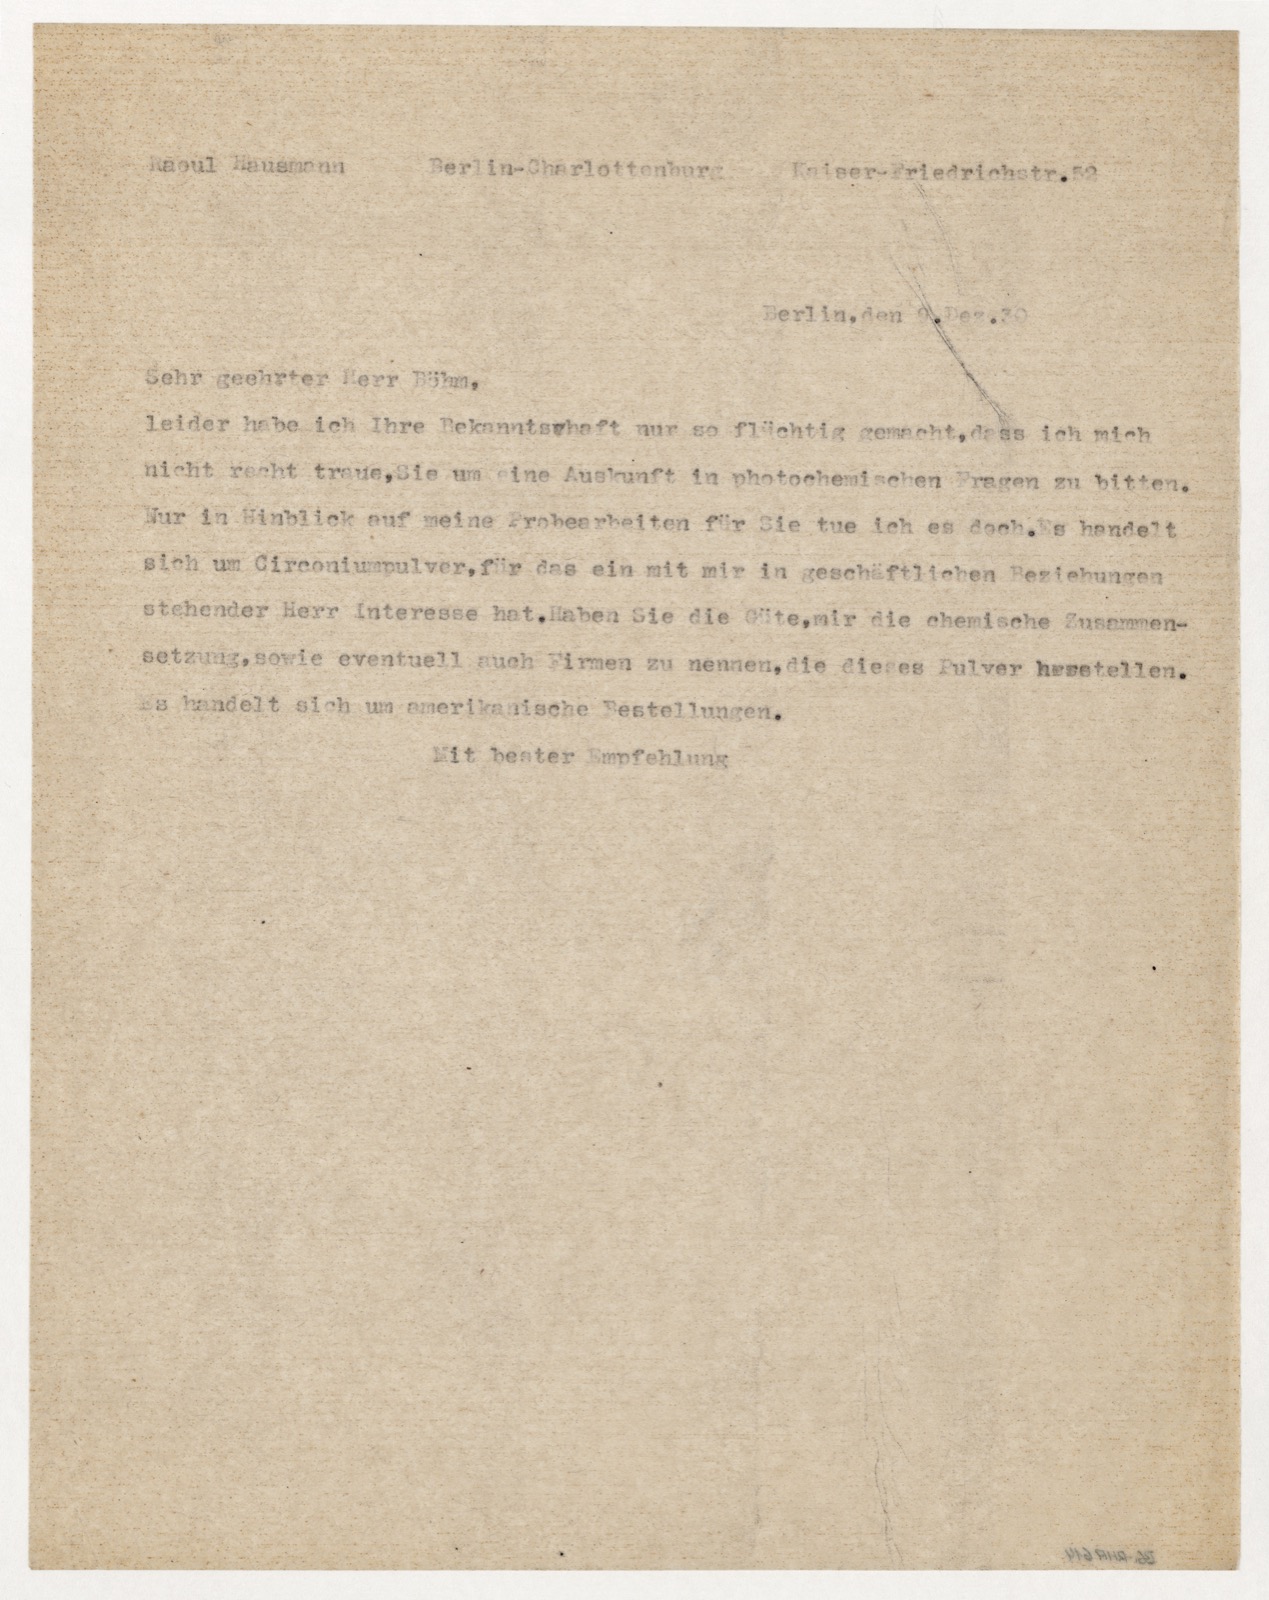 Raoul Hausmann Berlin-Charlottenburg Kaiser-Friedrichstr.52
Berlin.den 9.Dez.30
Sehr geehrter Herr Böhm,
leider habe ich Ihre Bekanntschaft nur so flüchtig gemacht,dass ich mich
nicht recht traue,Sie um eine Auskunft in photochemischen Fragen zu bitten.
Nur in Hinblick auf meine Probearbeiten für Sie tue ich es doch.Es handelt
sich um Circoniumpulver,für das ein mit mir in geschäftlichen Beziehungen
stehender Herr Interesse hat.Haben Sie die Güte,mir die chemische Zusammen-
setzung,sowie eventuell auch Firmen zu nennen,die dieses Pulver herstellen.
Es handelt sich um amerikanische Bestellungen.
Mit bester Empfehlung